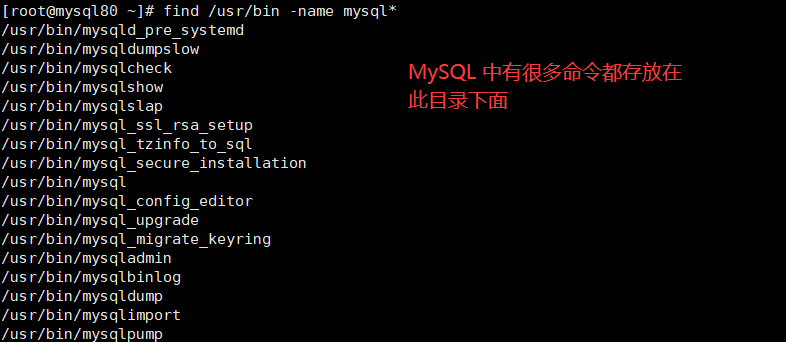 [root@mysql80 ~]# find /usr/bin -name mysql*
/usr/bin/mysqld_pre_systemd
/usr/bin/mysqldumpslow
/usr/bin/mysqlcheck
/usr/bin/mysqlshow
/usr/bin/mysqlslap
/usr/bin/mysql_ssl_rsa_setup
/usr/bin/mysql_tzinfo_to_sql
/usr/bin/mysql_secure_installation
/usr/bin/mysql
/usr/bin/mysql_config_editor
/usr/bin/mysql_upgrade
/usr/bin/mysql_migrate_keyring
/usr/bin/mysqladmin
/usr/bin/mysqlbinlog
/usr/bin/mysqldump
/usr/bin/mysqlimport
/usr/bin/mysqlpump
MySQL 中有很多命令都存放在
此目录下面